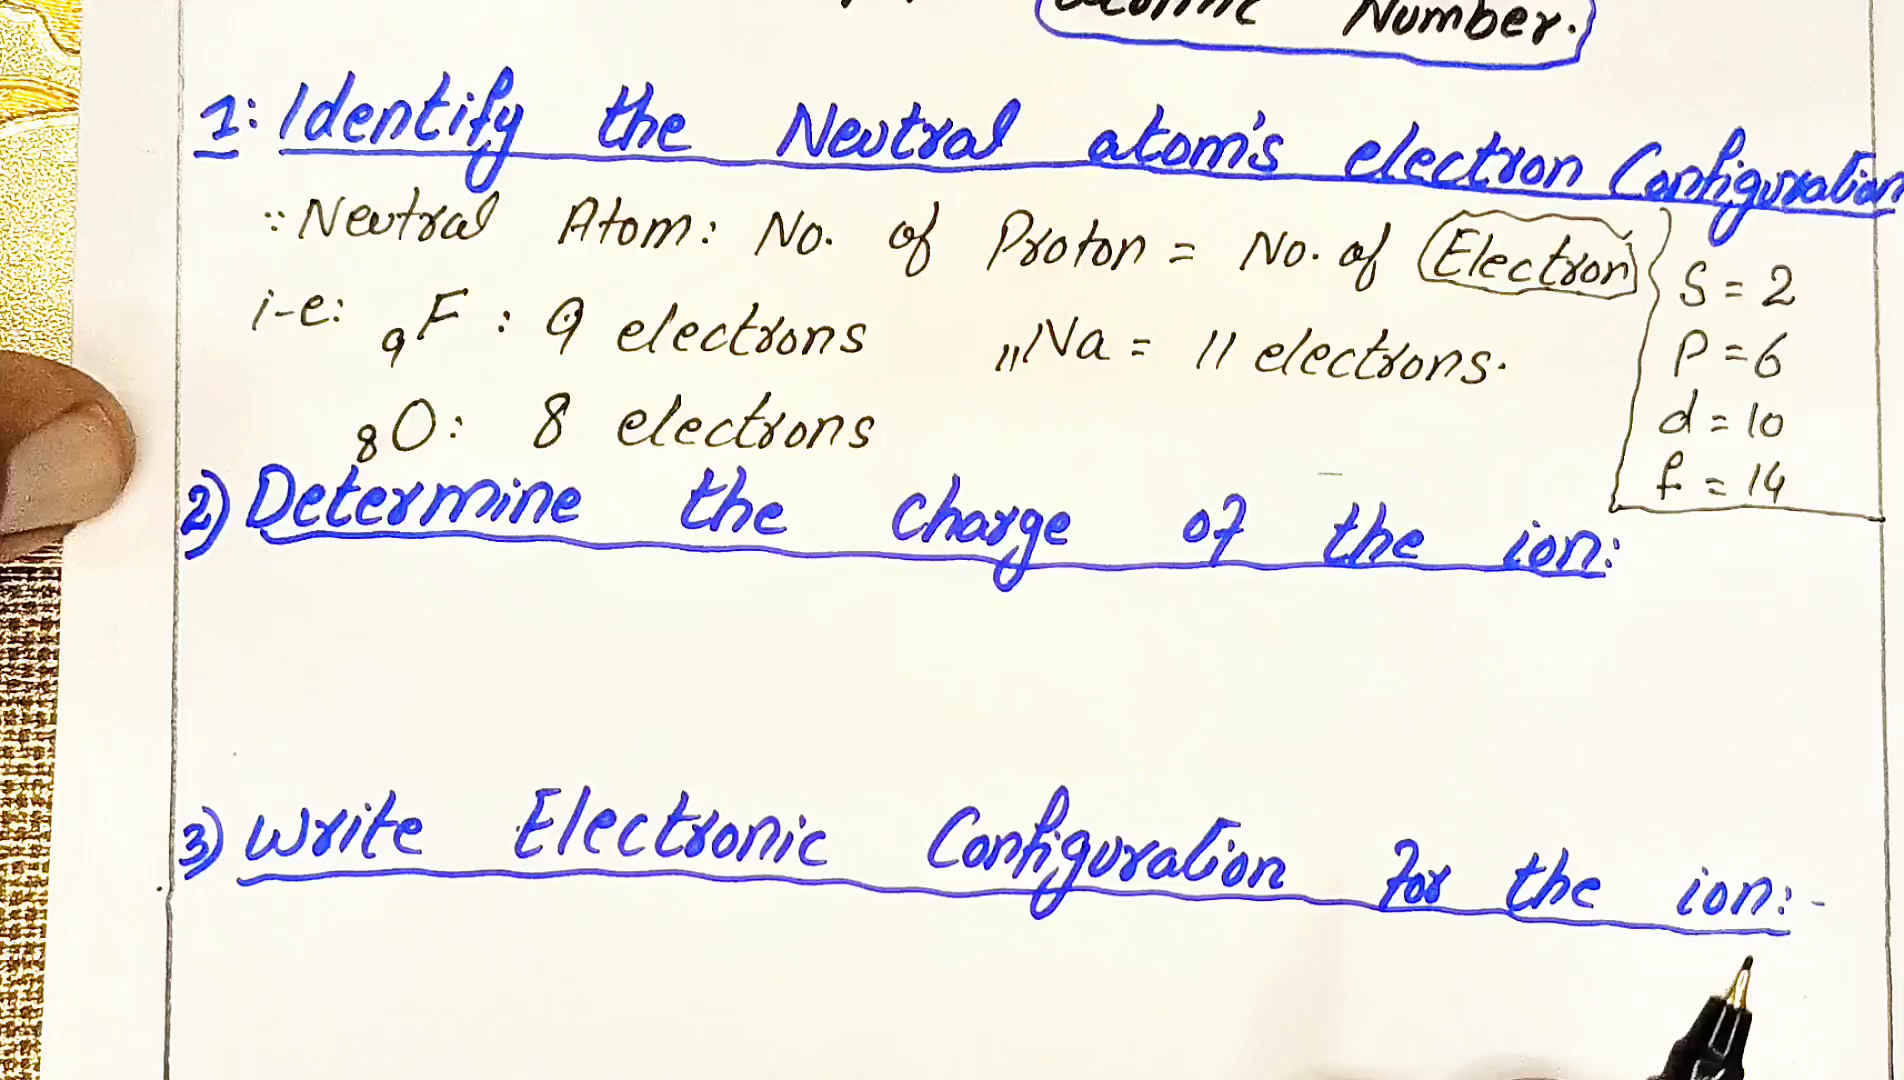 Number.
1: Identify the Neutral atom's electron Configuration
∵ Neutral Atom: No. of Proton = No. of Electron
i-e: ₉F : 9 electrons ₁₁Na = 11 electrons.
₈O: 8 electrons
S = 2
P = 6
d = 10
f = 14
2) Determine the charge of the ion:
3) Write Electronic Configuration for the ion:-